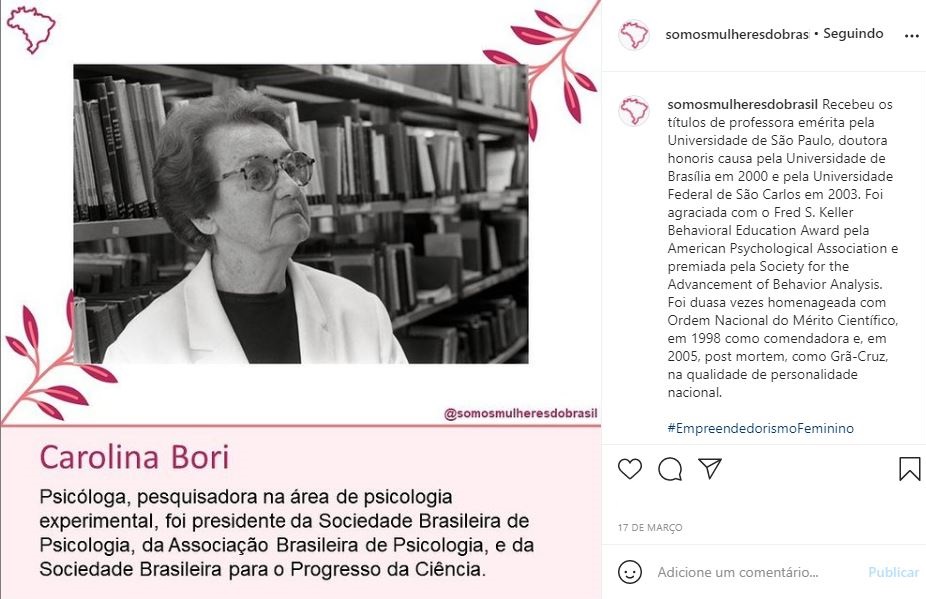 @somosmulheresdobrasil
Carolina Bori
Psicóloga, pesquisadora na área de psicologia
experimental, foi presidente da Sociedade Brasileira de
Psicologia, da Associação Brasileira de Psicologia, e da
Sociedade Brasileira para o Progresso da Ciência.
somosmulheresdobras • Seguindo
somosmulheresdobrasil Recebeu os
títulos de professora emérita pela
Universidade de São Paulo, doutora
honoris causa pela Universidade de
Brasília em 2000 e pela Universidade
Federal de São Carlos em 2003. Foi
agraciada com o Fred S. Keller
Behavioral Education Award pela
American Psychological Association e
premiada pela Society for the
Advancement of Behavior Analysis.
Foi duasa vezes homenageada com
Ordem Nacional do Mérito Científico,
em 1998 como comendadora e, em
2005, post mortem, como Grã-Cruz,
na qualidade de personalidade
nacional.
#EmpreendedorismoFeminino
17 DE MARÇO
Adicione um comentário... Publicar